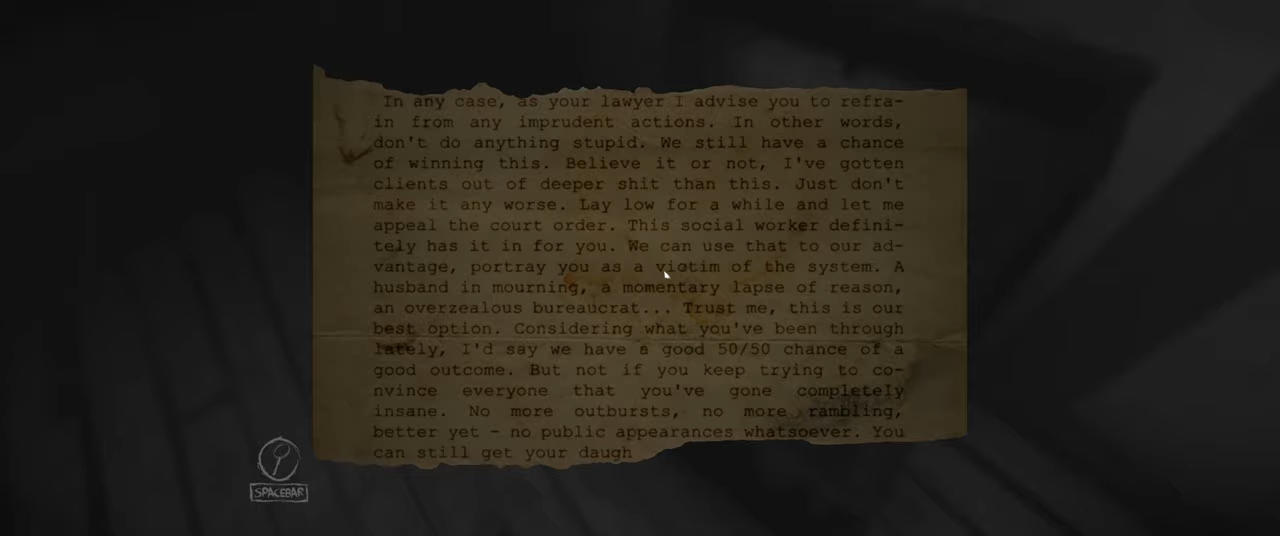 In any case, as your lawyer I advise you to refra-
in from any imprudent actions. In other words,
don't do anything stupid. We still have a chance
of winning this. Believe it or not, I've gotten
clients out of deeper shit than this. Just don't
make it any worse. Lay low for a while and let me
appeal the court order. This social worker defini-
tely has it in for you. We can use that to our ad-
vantage, portray you as a victim of the system. A
husband in mourning, a momentary lapse of reason,
an overzealous bureaucrat... Trust me, this is our
best option. Considering what you've been through
lately, I'd say we have a good 50/50 chance of a
good outcome. But not if you keep trying to co-
nvince everyone that you've gone completely
insane. No more outbursts, no more rambling,
better yet - no public appearances whatsoever. You
can still get your daugh
SPACEBAR